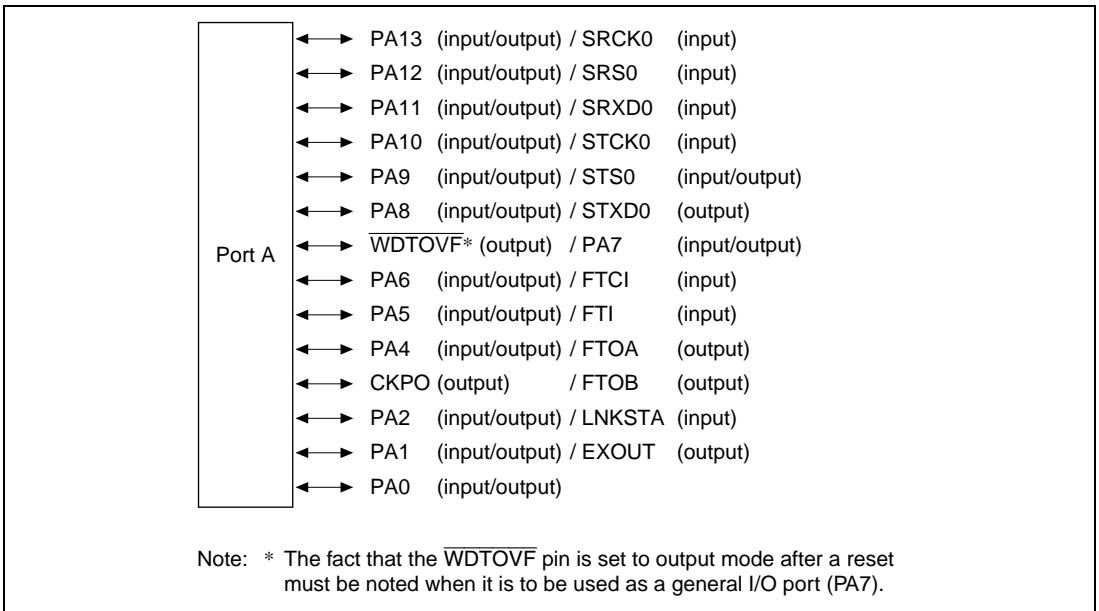 PA13 (input/output) / SRCK0 (input)
PA12 (input/output) / SRS0 (input)
PA11 (input/output) / SRXD0 (input)
PA10 (input/output) / STCK0 (input)
PA9 (input/output) / STS0 (input/output)
PA8 (input/output) / STXD0 (output)
Port A
WDTOVF* (output) / PA7 (input/output)
PA6 (input/output) / FTCI (input)
PA5 (input/output) / FTI (input)
PA4 (input/output) / FTOA (output)
CKPO (output) / FTOB (output)
PA2 (input/output) / LNKSTA (input)
PA1 (input/output) / EXOUT (output)
PA0 (input/output)
Note: * The fact that the WDTOVF pin is set to output mode after a reset
must be noted when it is to be used as a general I/O port (PA7).